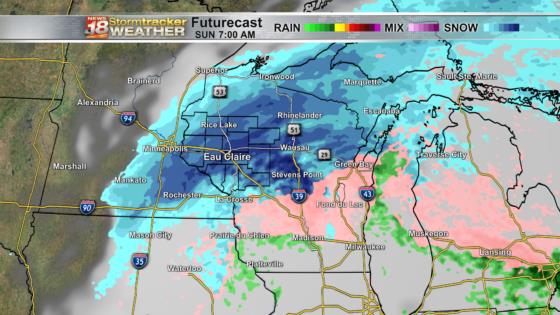 NEWS 18 Stormtracker WEATHER
Futurecast
SUN 7:00 AM
RAIN MIX SNOW
Superior
Ironwood
Marquette
Sault Ste. Marie
Brainerd
53
Alexandria
Rhinelander
Escanaba
94
Rice Lake
51
Minneapolis
Eau Claire
Wausau
29
Green Bay
Traverse City
Marshall
Stevens Point
Mankato
Rochester
39
43
90
La Crosse
Fond du Lac
Mason City
Prairie du Chien
Madison
Milwaukee
Muskegon
Lansing
35
Waterloo
Platteville